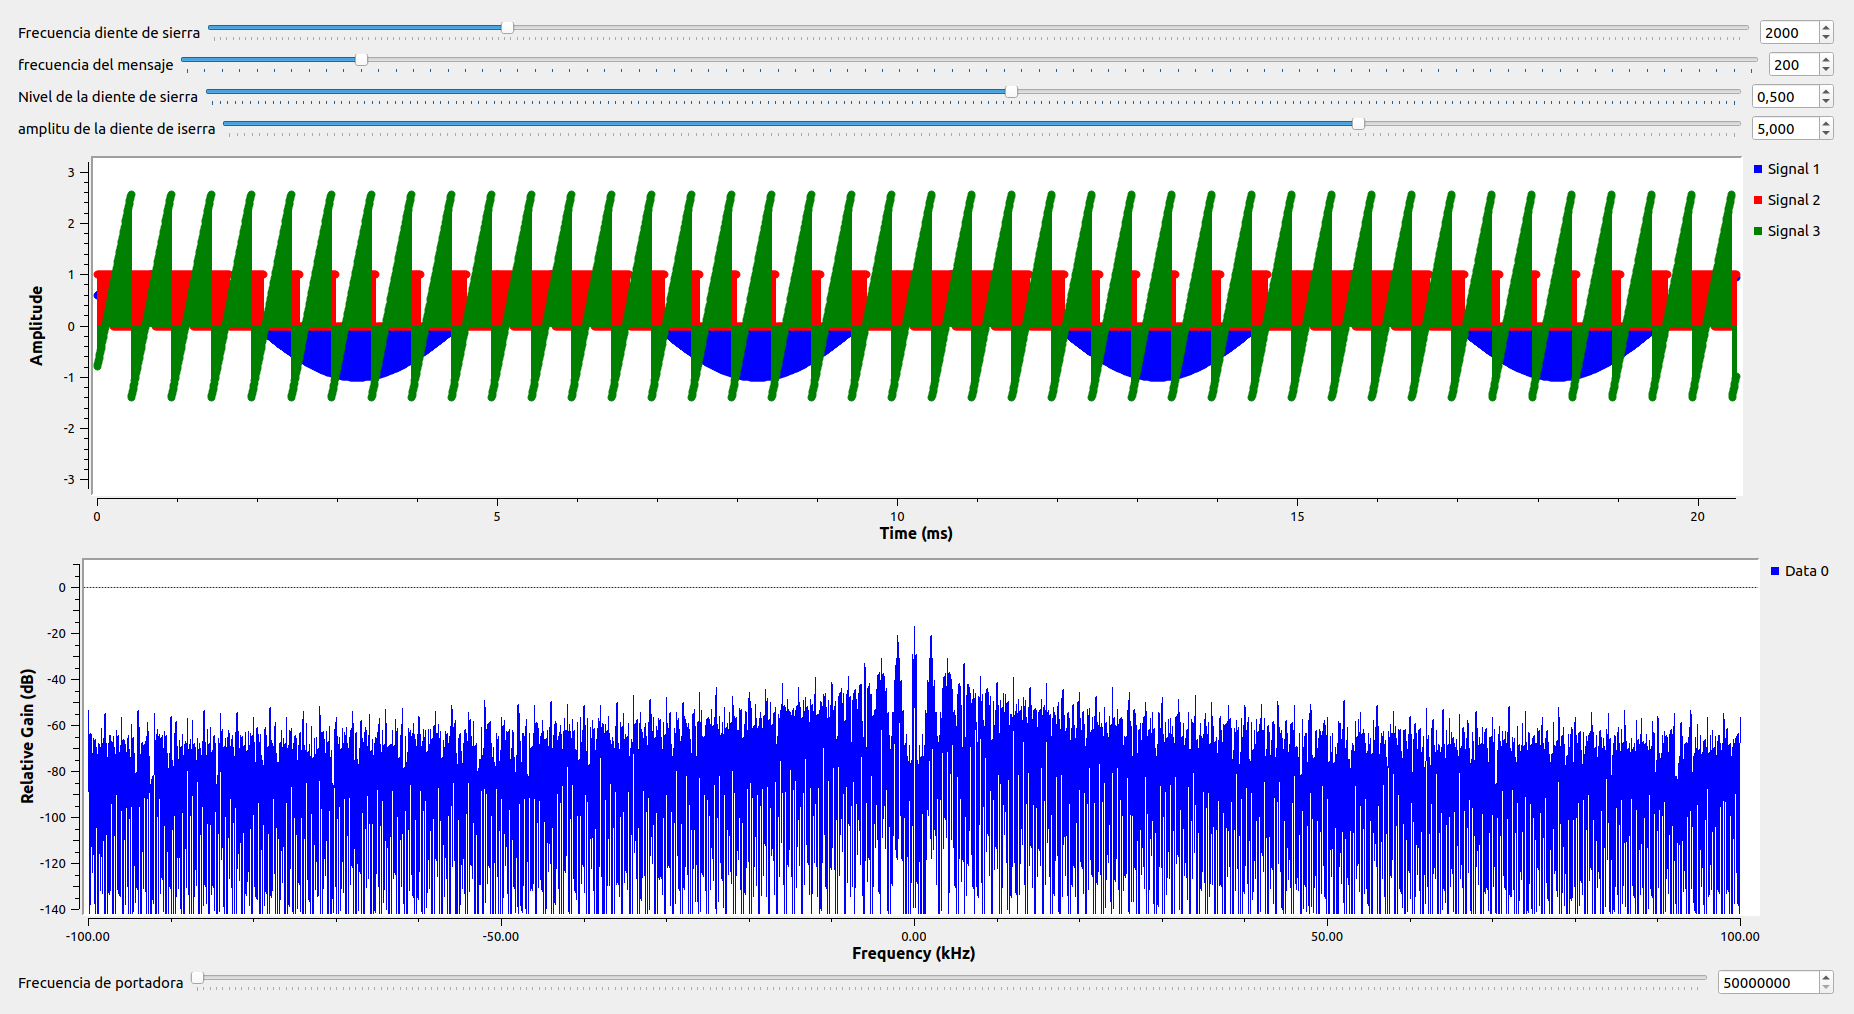 Frecuencia diente de sierra 2000
frecuencia del mensaje 200
Nivel de la diente de sierra 0,500
amplitu de la diente de iserra 5,000
Signal 1
Signal 2
Signal 3
Amplitude
3
2
1
0
-1
-2
-3
0 5 10 15 20
Time (ms)
Data 0
Relative Gain (dB)
0
-20
-40
-60
-80
-100
-120
-140
-100.00 -50.00 0.00 50.00 100.00
Frequency (kHz)
Frecuencia de portadora 50000000